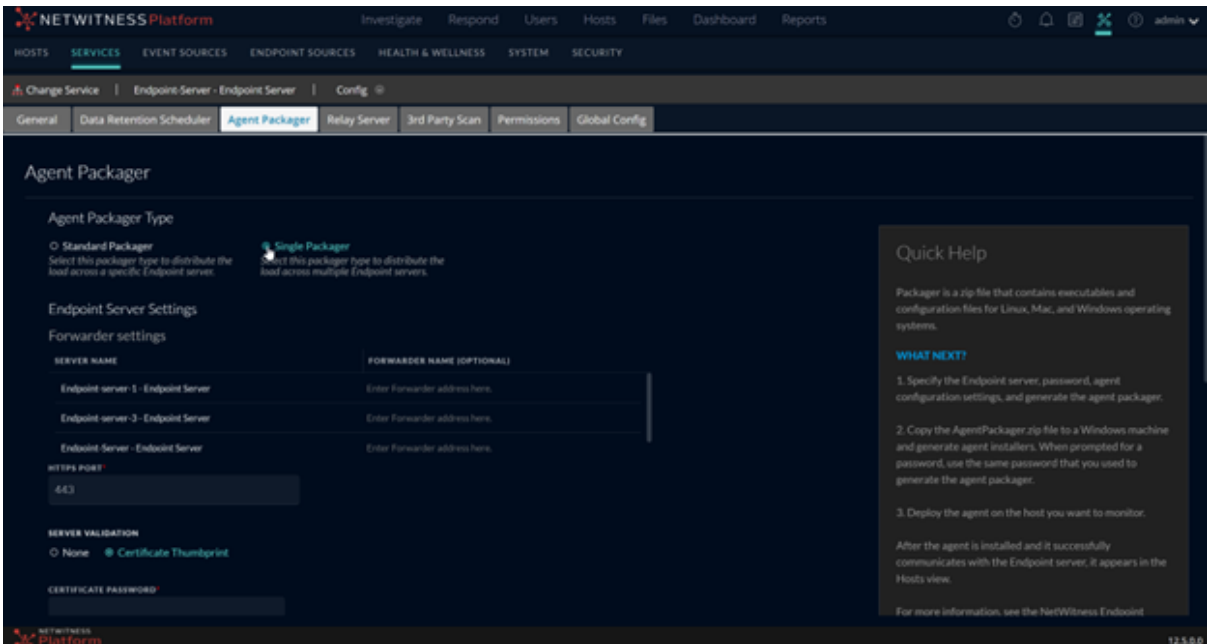 NETWITNESS Platform Investigate Respond Users Hosts Files Dashboard Reports admin
HOSTS SERVICES EVENT SOURCES ENDPOINT SOURCES HEALTH & WELLNESS SYSTEM SECURITY
Change Service | Endpoint-Server - Endpoint Server | Config
General Data Retention Scheduler Agent Packager Relay Server 3rd Party Scan Permissions Global Config
Agent Packager
Agent Packager Type
Standard Packager
Select this packager type to distribute the
load across a specific Endpoint server.
Single Packager
Select this packager type to distribute the
load across multiple Endpoint servers.
Endpoint Server Settings
Forwarder settings
SERVER NAME FORWARDER NAME (OPTIONAL)
Endpoint-server-1 - Endpoint Server Enter Forwarder address here.
Endpoint-server-3 - Endpoint Server Enter Forwarder address here.
Endpoint-Server - Endpoint Server Enter Forwarder address here.
HTTPS PORT*
443
SERVER VALIDATION
None Certificate Thumbprint
CERTIFICATE PASSWORD*
Quick Help
Packager is a zip file that contains executables and
configuration files for Linux, Mac, and Windows operating
systems.
WHAT NEXT?
1. Specify the Endpoint server, password, agent
configuration settings, and generate the agent packager.
2. Copy the AgentPackager.zip file to a Windows machine
and generate agent installers. When prompted for a
password, use the same password that you used to
generate the agent packager.
3. Deploy the agent on the host you want to monitor.
After the agent is installed and it successfully
communicates with the Endpoint server, it appears in the
Hosts view.
For more information, see the NetWitness Endpoint
NETWITNESS
Platform
12.5.0.0